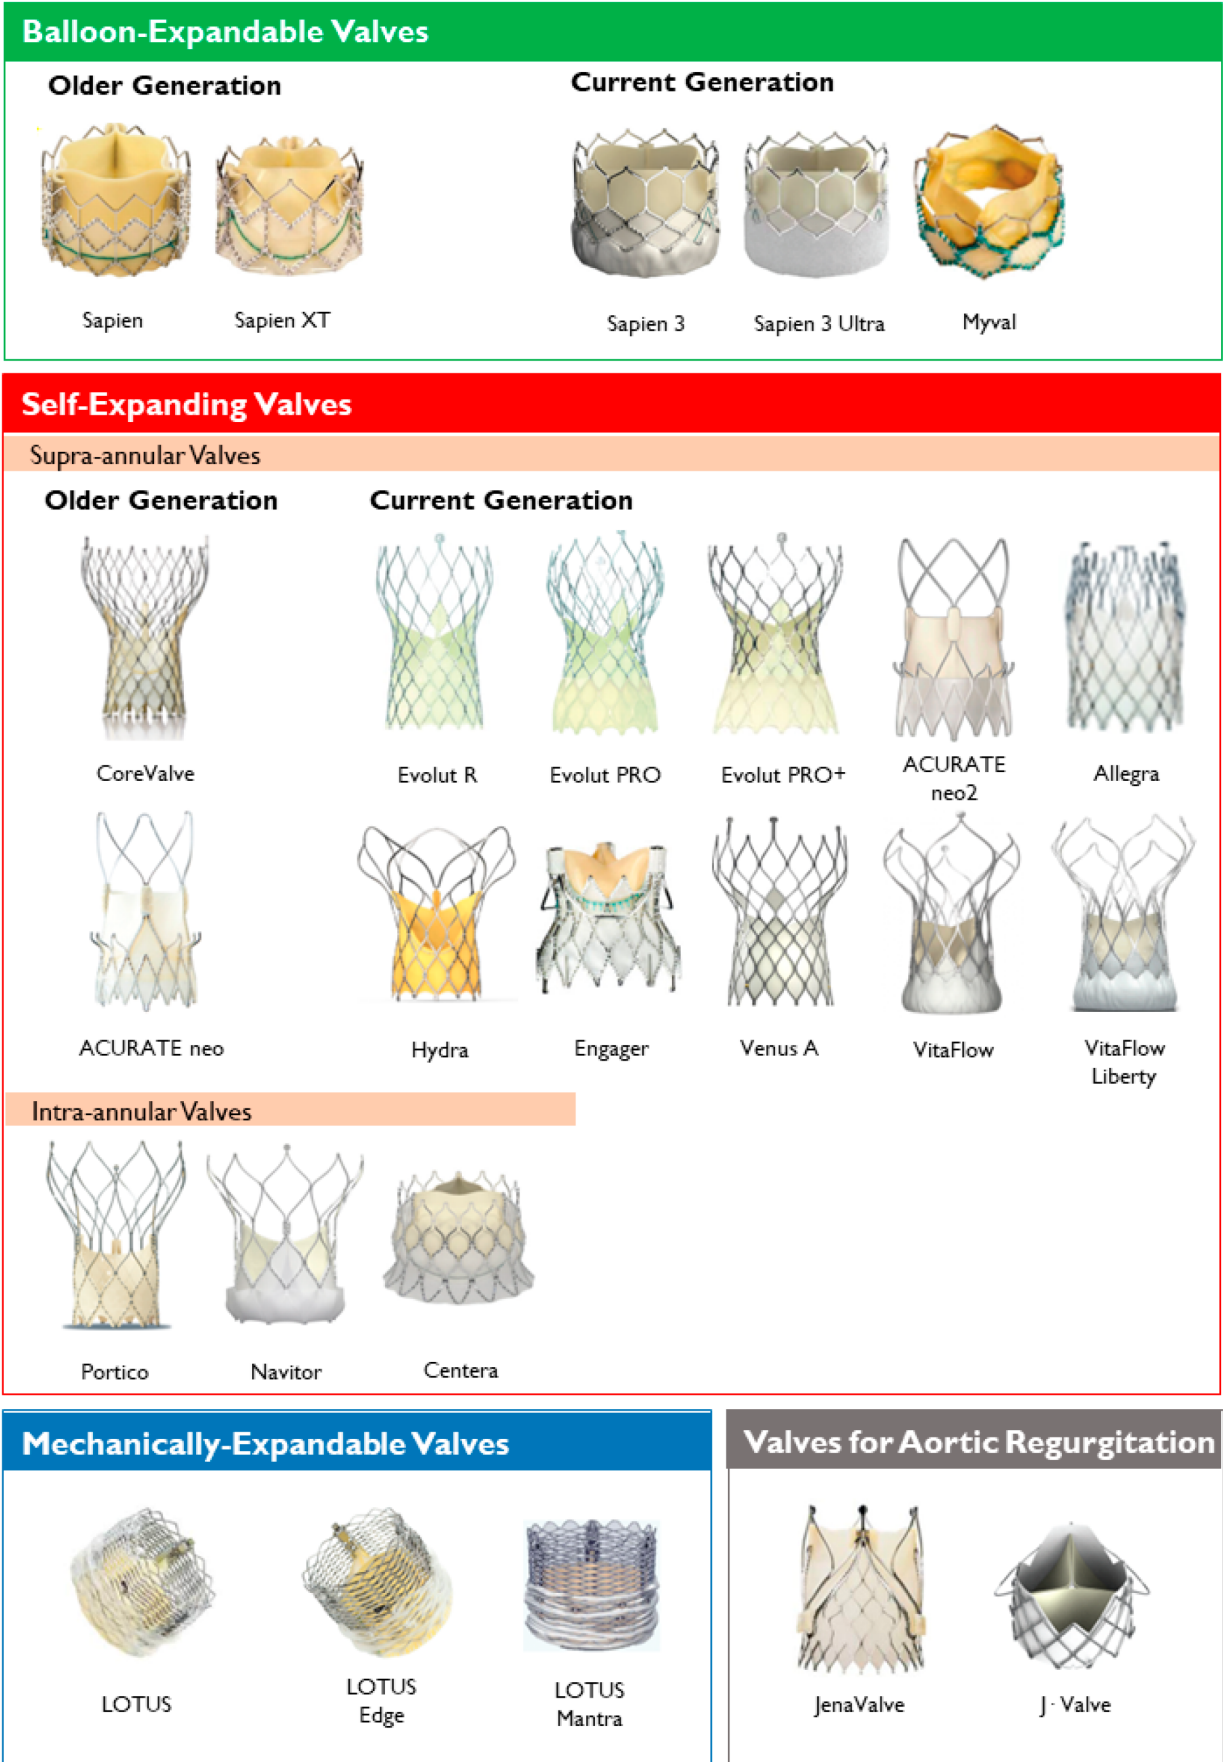 Balloon-Expandable Valves
Older Generation
Current Generation
Sapien
Sapien XT
Sapien 3
Sapien 3 Ultra
Myval
Self-Expanding Valves
Supra-annular Valves
Older Generation
Current Generation
CoreValve
Evolut R
Evolut PRO
Evolut PRO+
ACURATE
neo2
Allegra
ACURATE neo
Hydra
Engager
Venus A
VitaFlow
VitaFlow
Liberty
Intra-annular Valves
Portico
Navitor
Centera
Mechanically-Expandable Valves
LOTUS
LOTUS
Edge
LOTUS
Mantra
Valves for Aortic Regurgitation
JenaValve
J · Valve